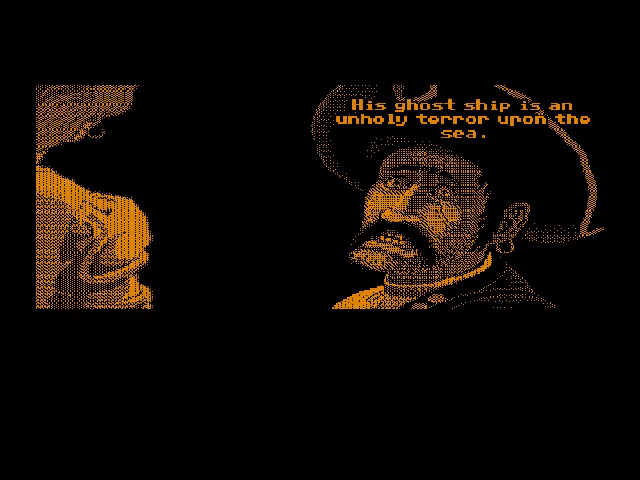 His ghost ship is an
unholy terror upon the
sea.